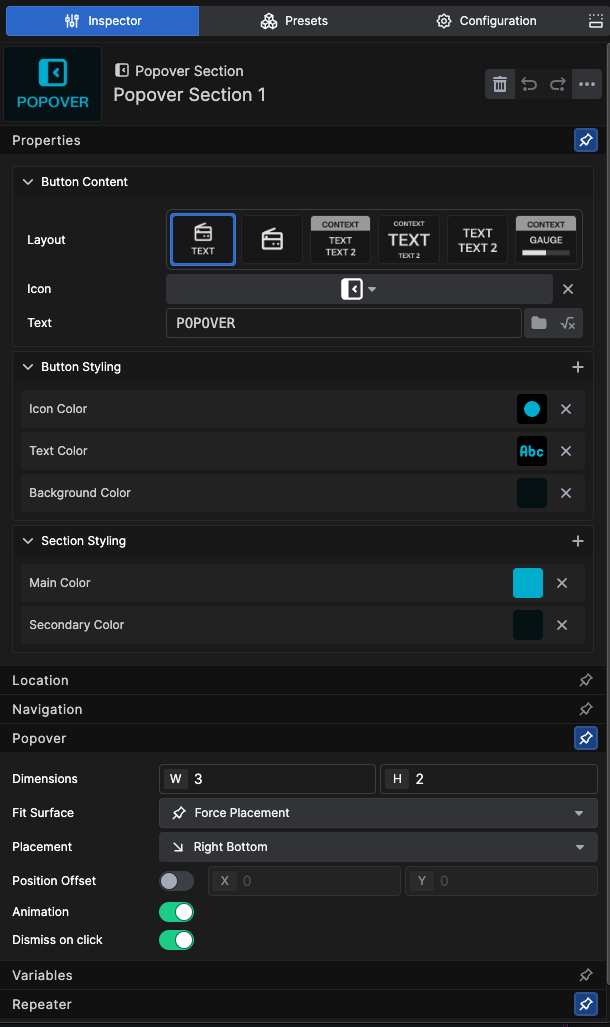 Inspector Presets Configuration
POPOVER
Popover Section
Popover Section 1
Properties
Button Content
Layout
TEXT
CONTEXT
TEXT
TEXT 2
CONTEXT
TEXT
TEXT 2
TEXT
TEXT 2
CONTEXT
GAUGE
Icon
Text POPOVER √x
Button Styling
Icon Color
Text Color Abc
Background Color
Section Styling
Main Color
Secondary Color
Location
Navigation
Popover
Dimensions W 3 H 2
Fit Surface Force Placement
Placement Right Bottom
Position Offset X 0 Y 0
Animation
Dismiss on click
Variables
Repeater